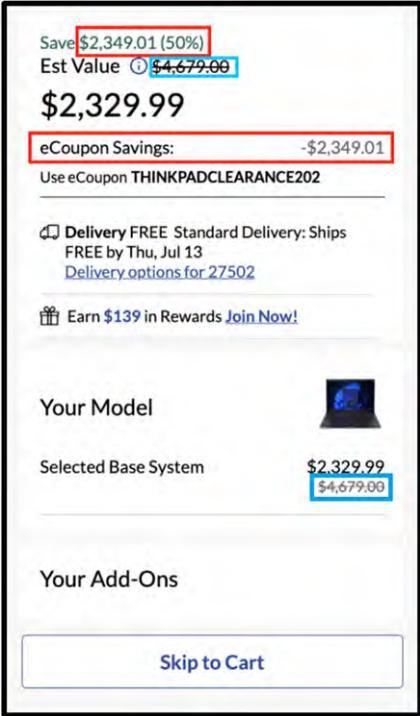 Save $2,349.01 (50%)
Est Value ⓘ $4,679.00
$2,329.99
eCoupon Savings: -$2,349.01
Use eCoupon THINKPADCLEARANCE202
Delivery FREE Standard Delivery: Ships
FREE by Thu, Jul 13
Delivery options for 27502
Earn $139 in Rewards Join Now!
Your Model
Selected Base System $2,329.99
$4,679.00
Your Add-Ons
Skip to Cart